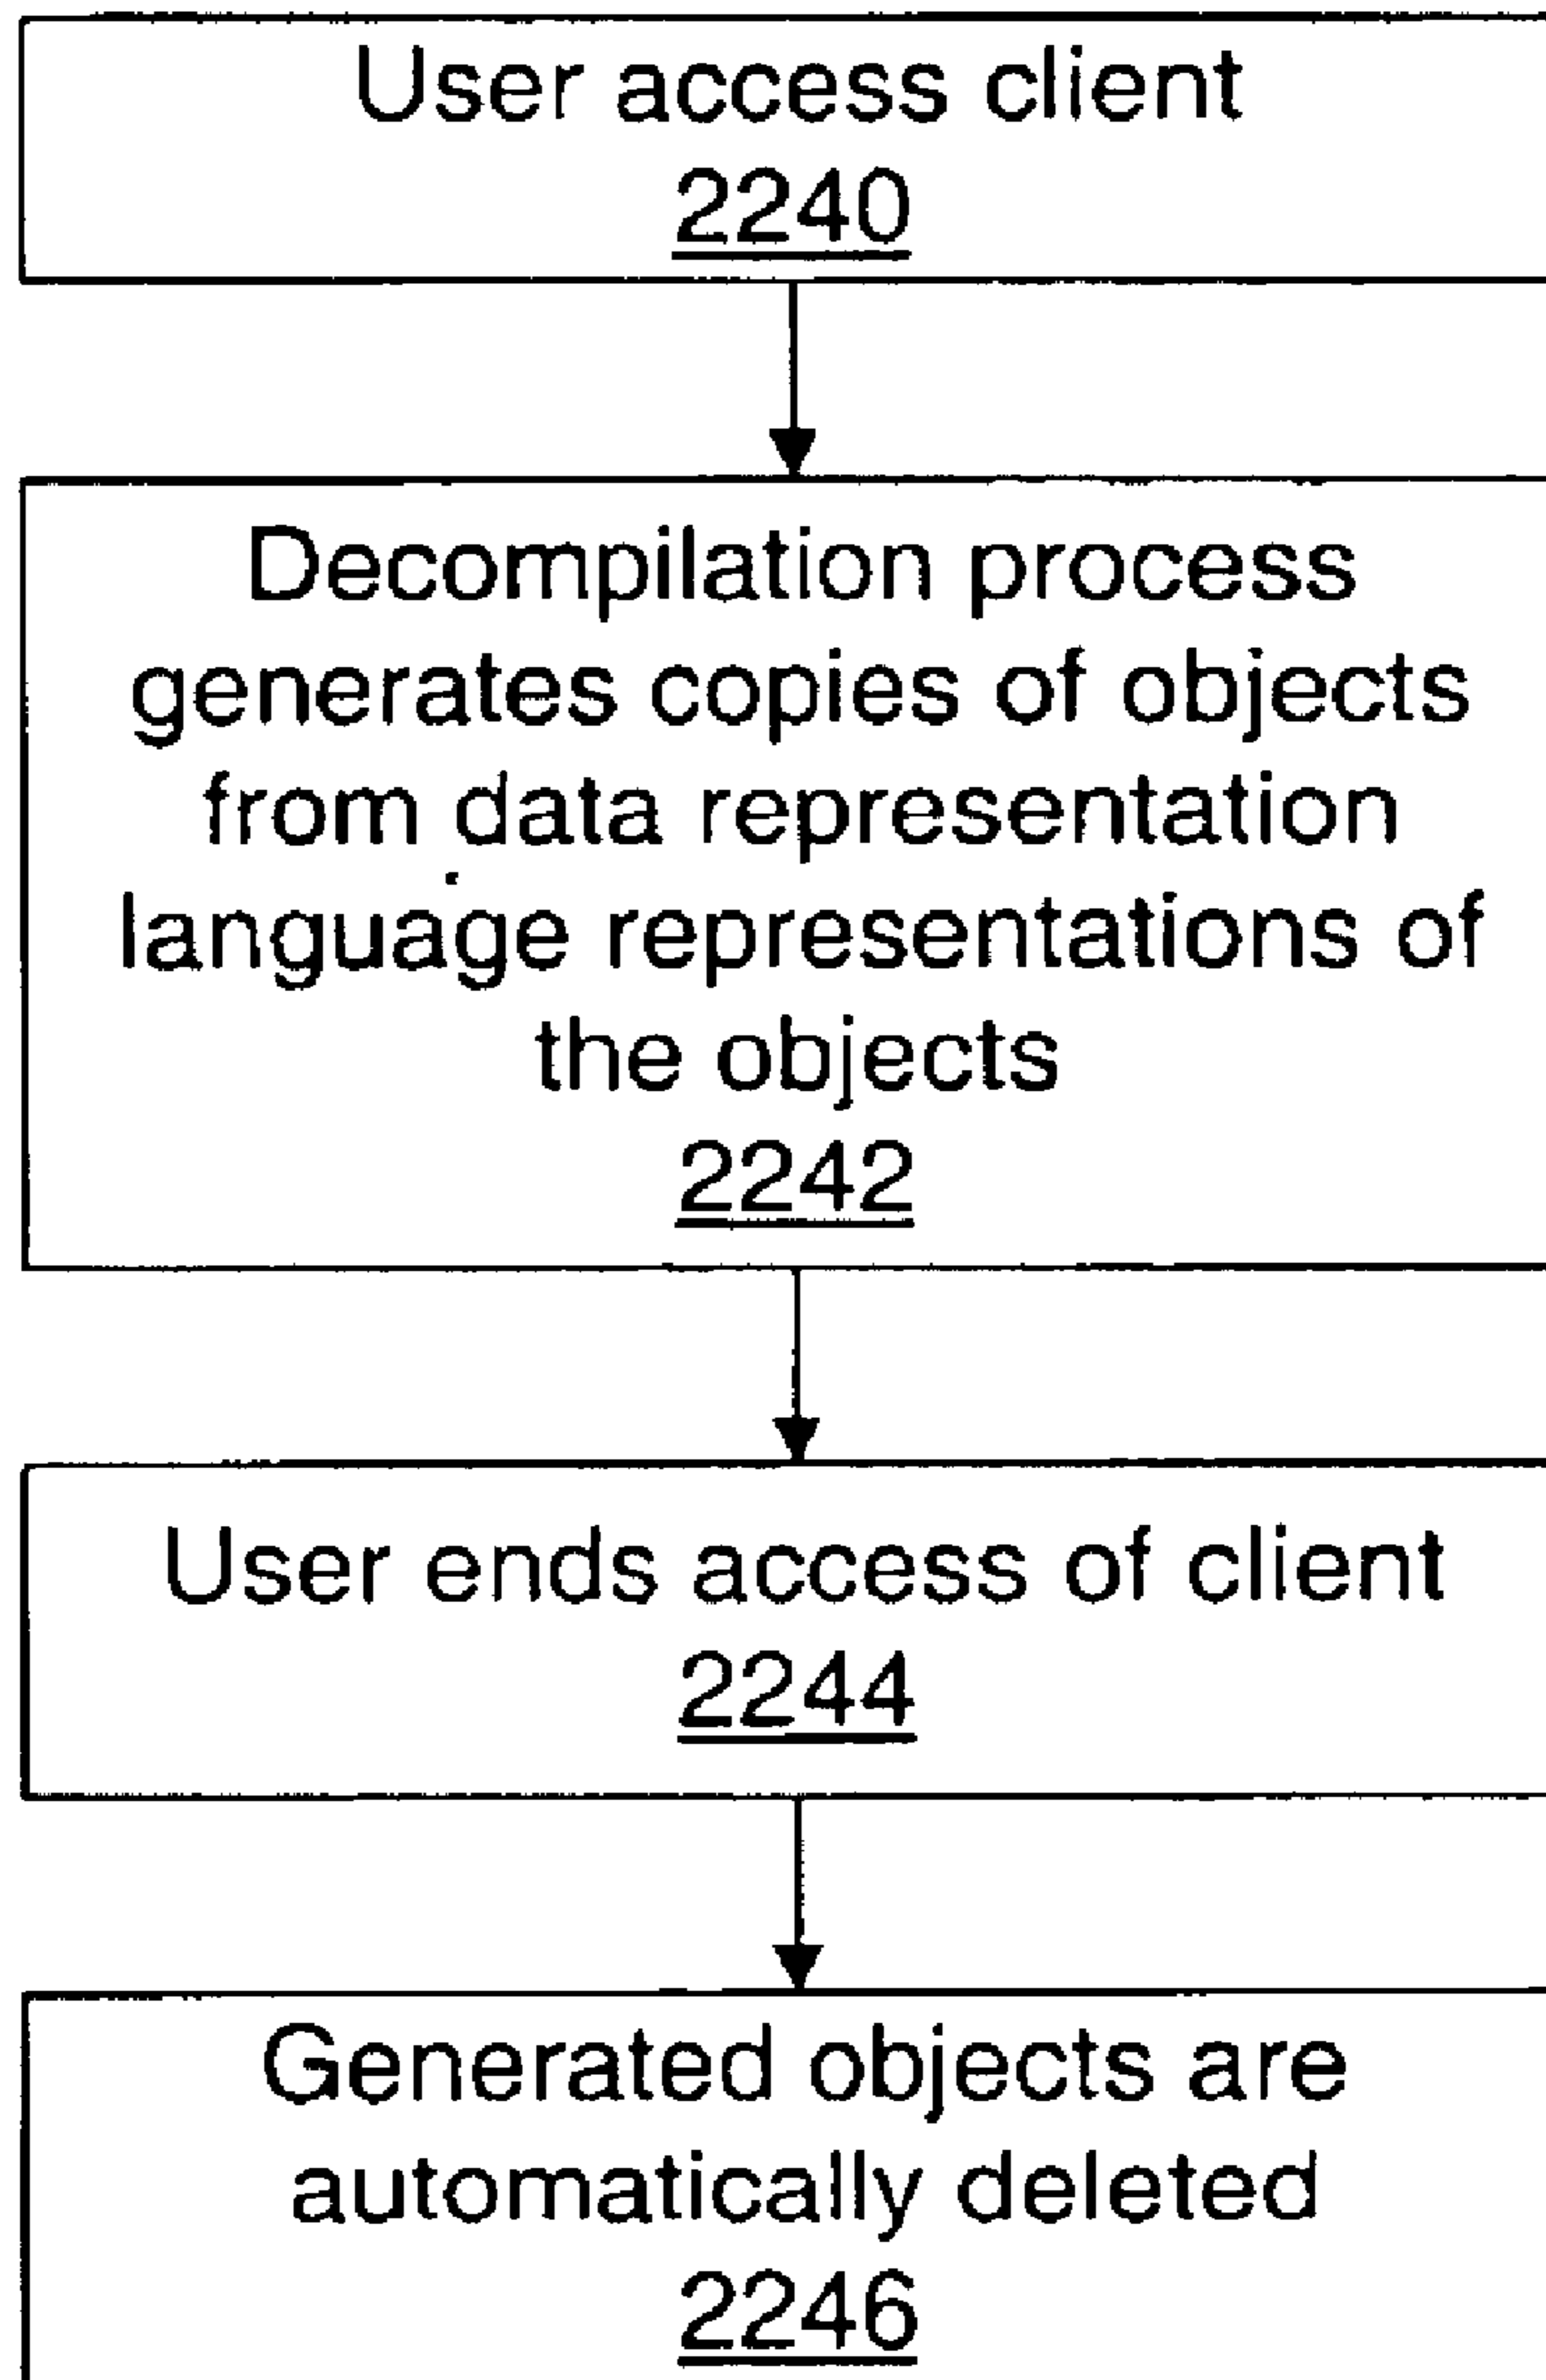 User access client
2240
Decompilation process
generates copies of objects
from data representation
language representations of
the objects
2242
User ends access of client
2244
Generated objects are
automatically deleted
2246